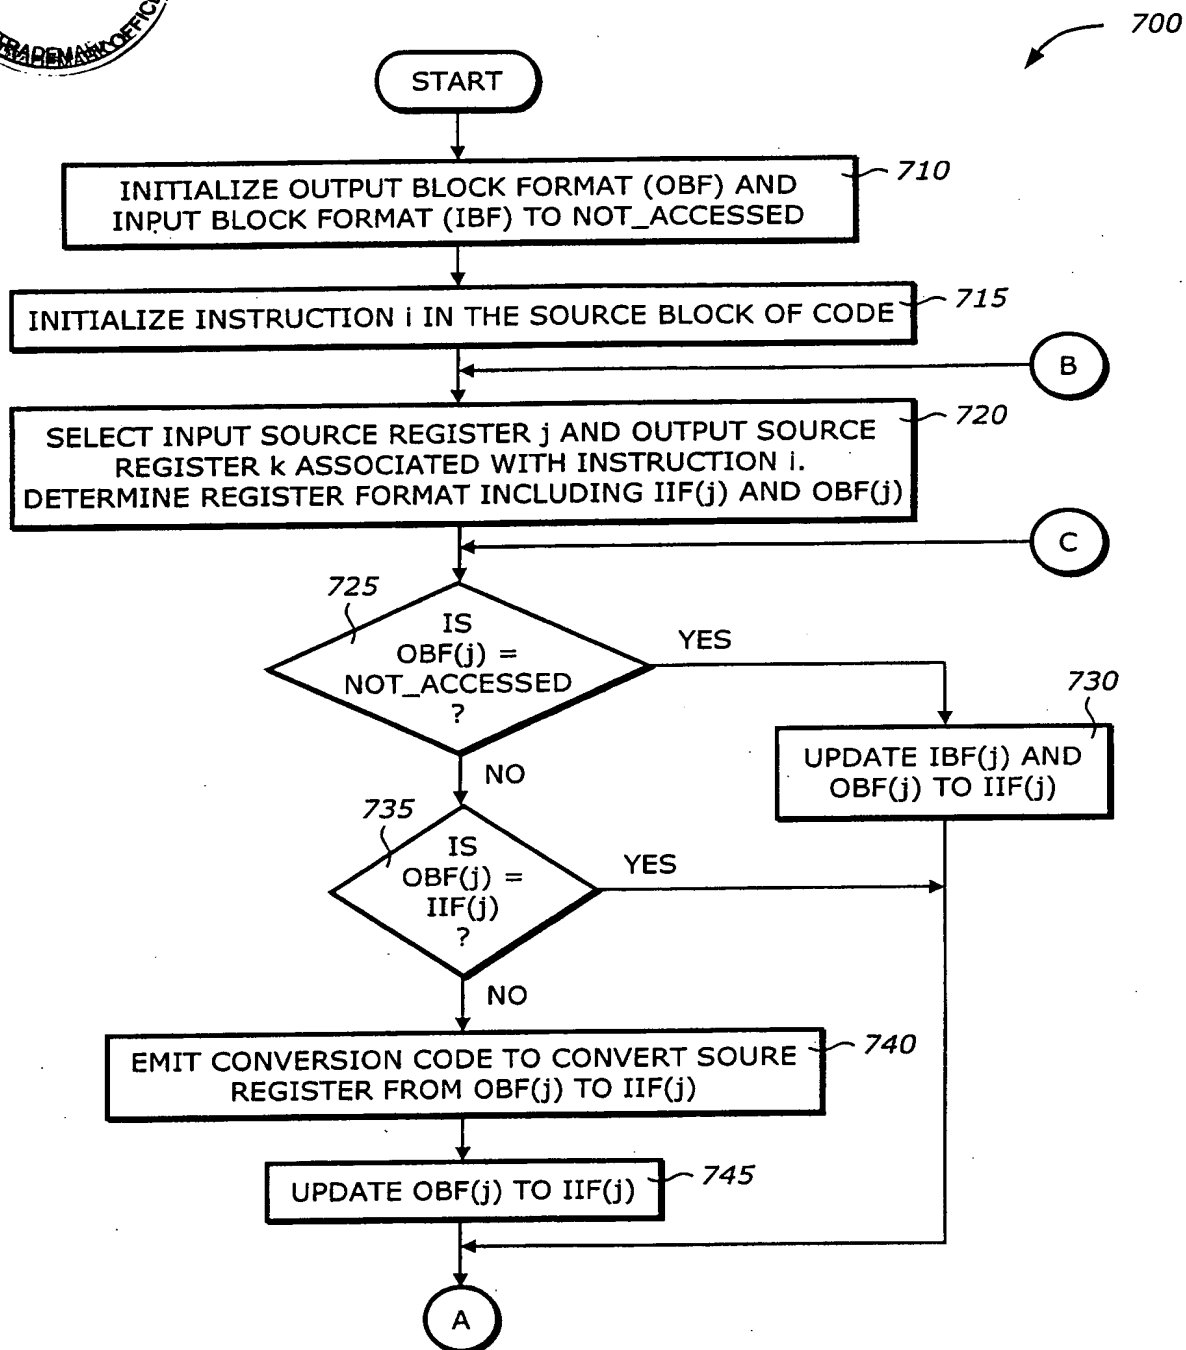 TRADEMARK OFFICE
700
START
INITIALIZE OUTPUT BLOCK FORMAT (OBF) AND
INPUT BLOCK FORMAT (IBF) TO NOT_ACCESSED
710
INITIALIZE INSTRUCTION i IN THE SOURCE BLOCK OF CODE
715
B
SELECT INPUT SOURCE REGISTER j AND OUTPUT SOURCE
REGISTER k ASSOCIATED WITH INSTRUCTION i.
DETERMINE REGISTER FORMAT INCLUDING IIF(j) AND OBF(j)
720
C
725
IS
OBF(j) =
NOT_ACCESSED
?
YES
NO
730
UPDATE IBF(j) AND
OBF(j) TO IIF(j)
735
IS
OBF(j) =
IIF(j)
?
YES
NO
EMIT CONVERSION CODE TO CONVERT SOURE
REGISTER FROM OBF(j) TO IIF(j)
740
UPDATE OBF(j) TO IIF(j)
745
A